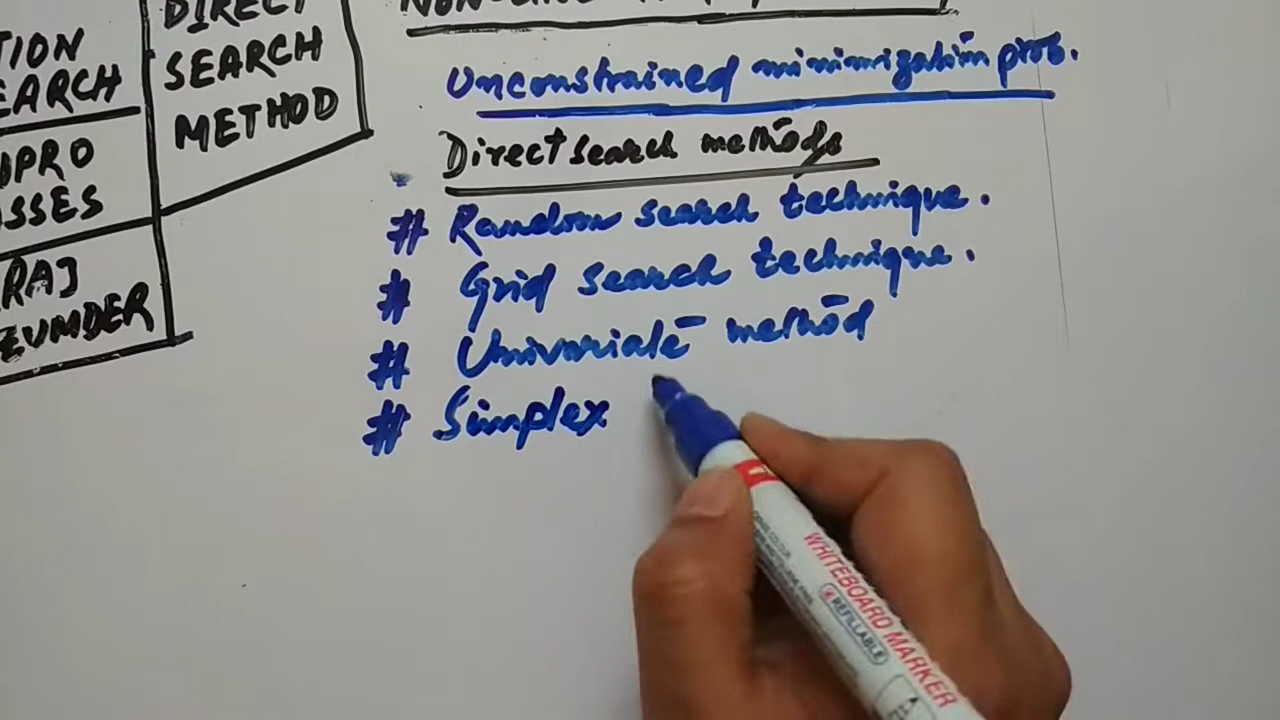 TION
EARCH
PRO
SSES
RAJ
ZUMDER
DIRECT
SEARCH
METHOD
Unconstrained minimization prob.
Direct search methods
# Random search technique.
# Grid search technique.
# Univariate method
# Simplex
WHITEBOARD MARKER
REFILLABLE